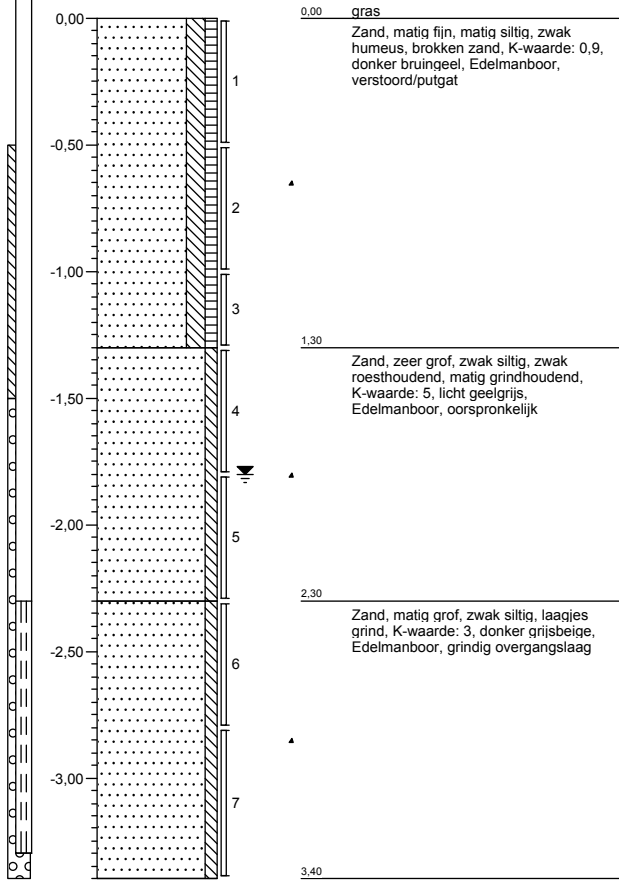 0,00
-0,50
-1,00
-1,50
-2,00
-2,50
-3,00
1
2
3
4
5
6
7
0,00 gras
Zand, matig fijn, matig siltig, zwak
humeus, brokken zand, K-waarde: 0,9,
donker bruingeel, Edelmanboor,
verstoord/putgat
1,30
Zand, zeer grof, zwak siltig, zwak
roesthoudend, matig grindhoudend,
K-waarde: 5, licht geelgrijs,
Edelmanboor, oorspronkelijk
2,30
Zand, matig grof, zwak siltig, laagjes
grind, K-waarde: 3, donker grijsbeige,
Edelmanboor, grindig overgangslaag
3,40